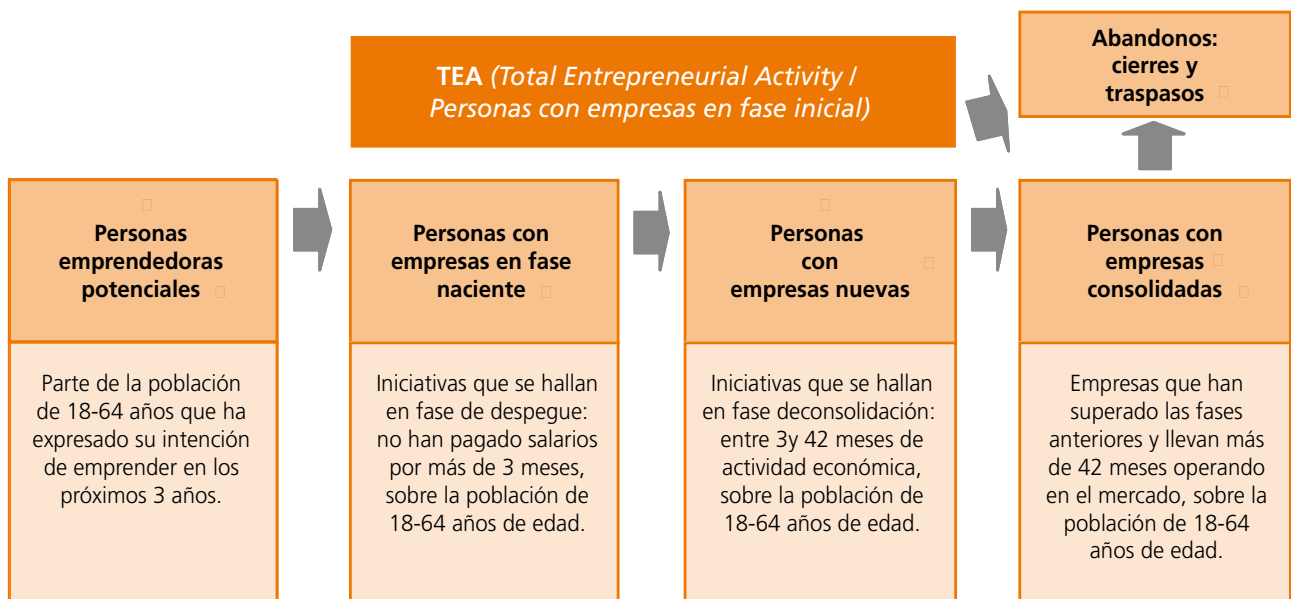 TEA (Total Entrepreneurial Activity /
Personas con empresas en fase inicial)
Abandonos:
cierres y
traspasos
Personas
emprendedoras
potenciales
Parte de la población
de 18-64 años que ha
expresado su intención
de emprender en los
próximos 3 años.
Personas con
empresas en fase
naciente
Iniciativas que se hallan
en fase de despegue:
no han pagado salarios
por más de 3 meses,
sobre la población de
18-64 años de edad.
Personas
con
empresas nuevas
Iniciativas que se hallan
en fase deconsolidación:
entre 3y 42 meses de
actividad económica,
sobre la población de
18-64 años de edad.
Personas con
empresas
consolidadas
Empresas que han
superado las fases
anteriores y llevan más
de 42 meses operando
en el mercado, sobre la
población de 18-64
años de edad.